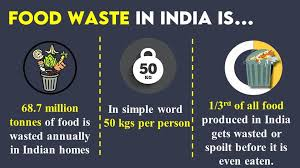 FOOD WASTE IN INDIA IS...
50
KG
68.7 million
tonnes of food is
wasted annually
in Indian homes
In simple word
50 kgs per person
1/3rd of all food
produced in India
gets wasted or
spoilt before it is
even eaten.